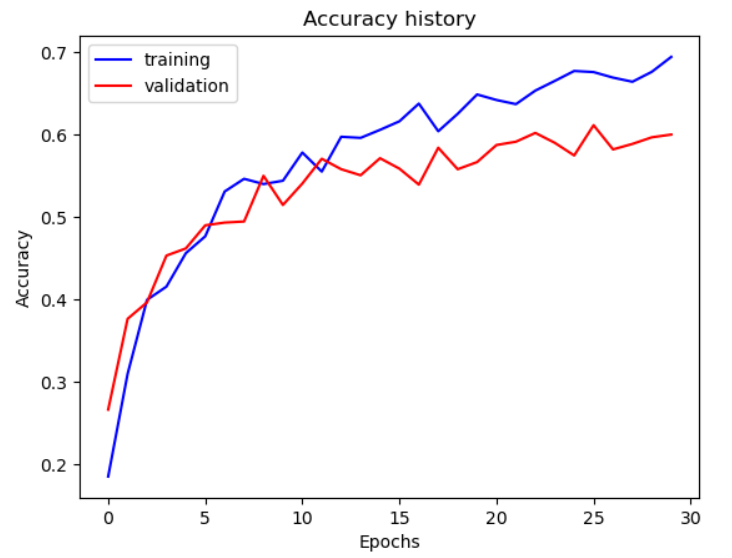 Accuracy history
training
validation
0.7
0.6
0.5
0.4
0.3
0.2
Accuracy
0 5 10 15 20 25 30
Epochs